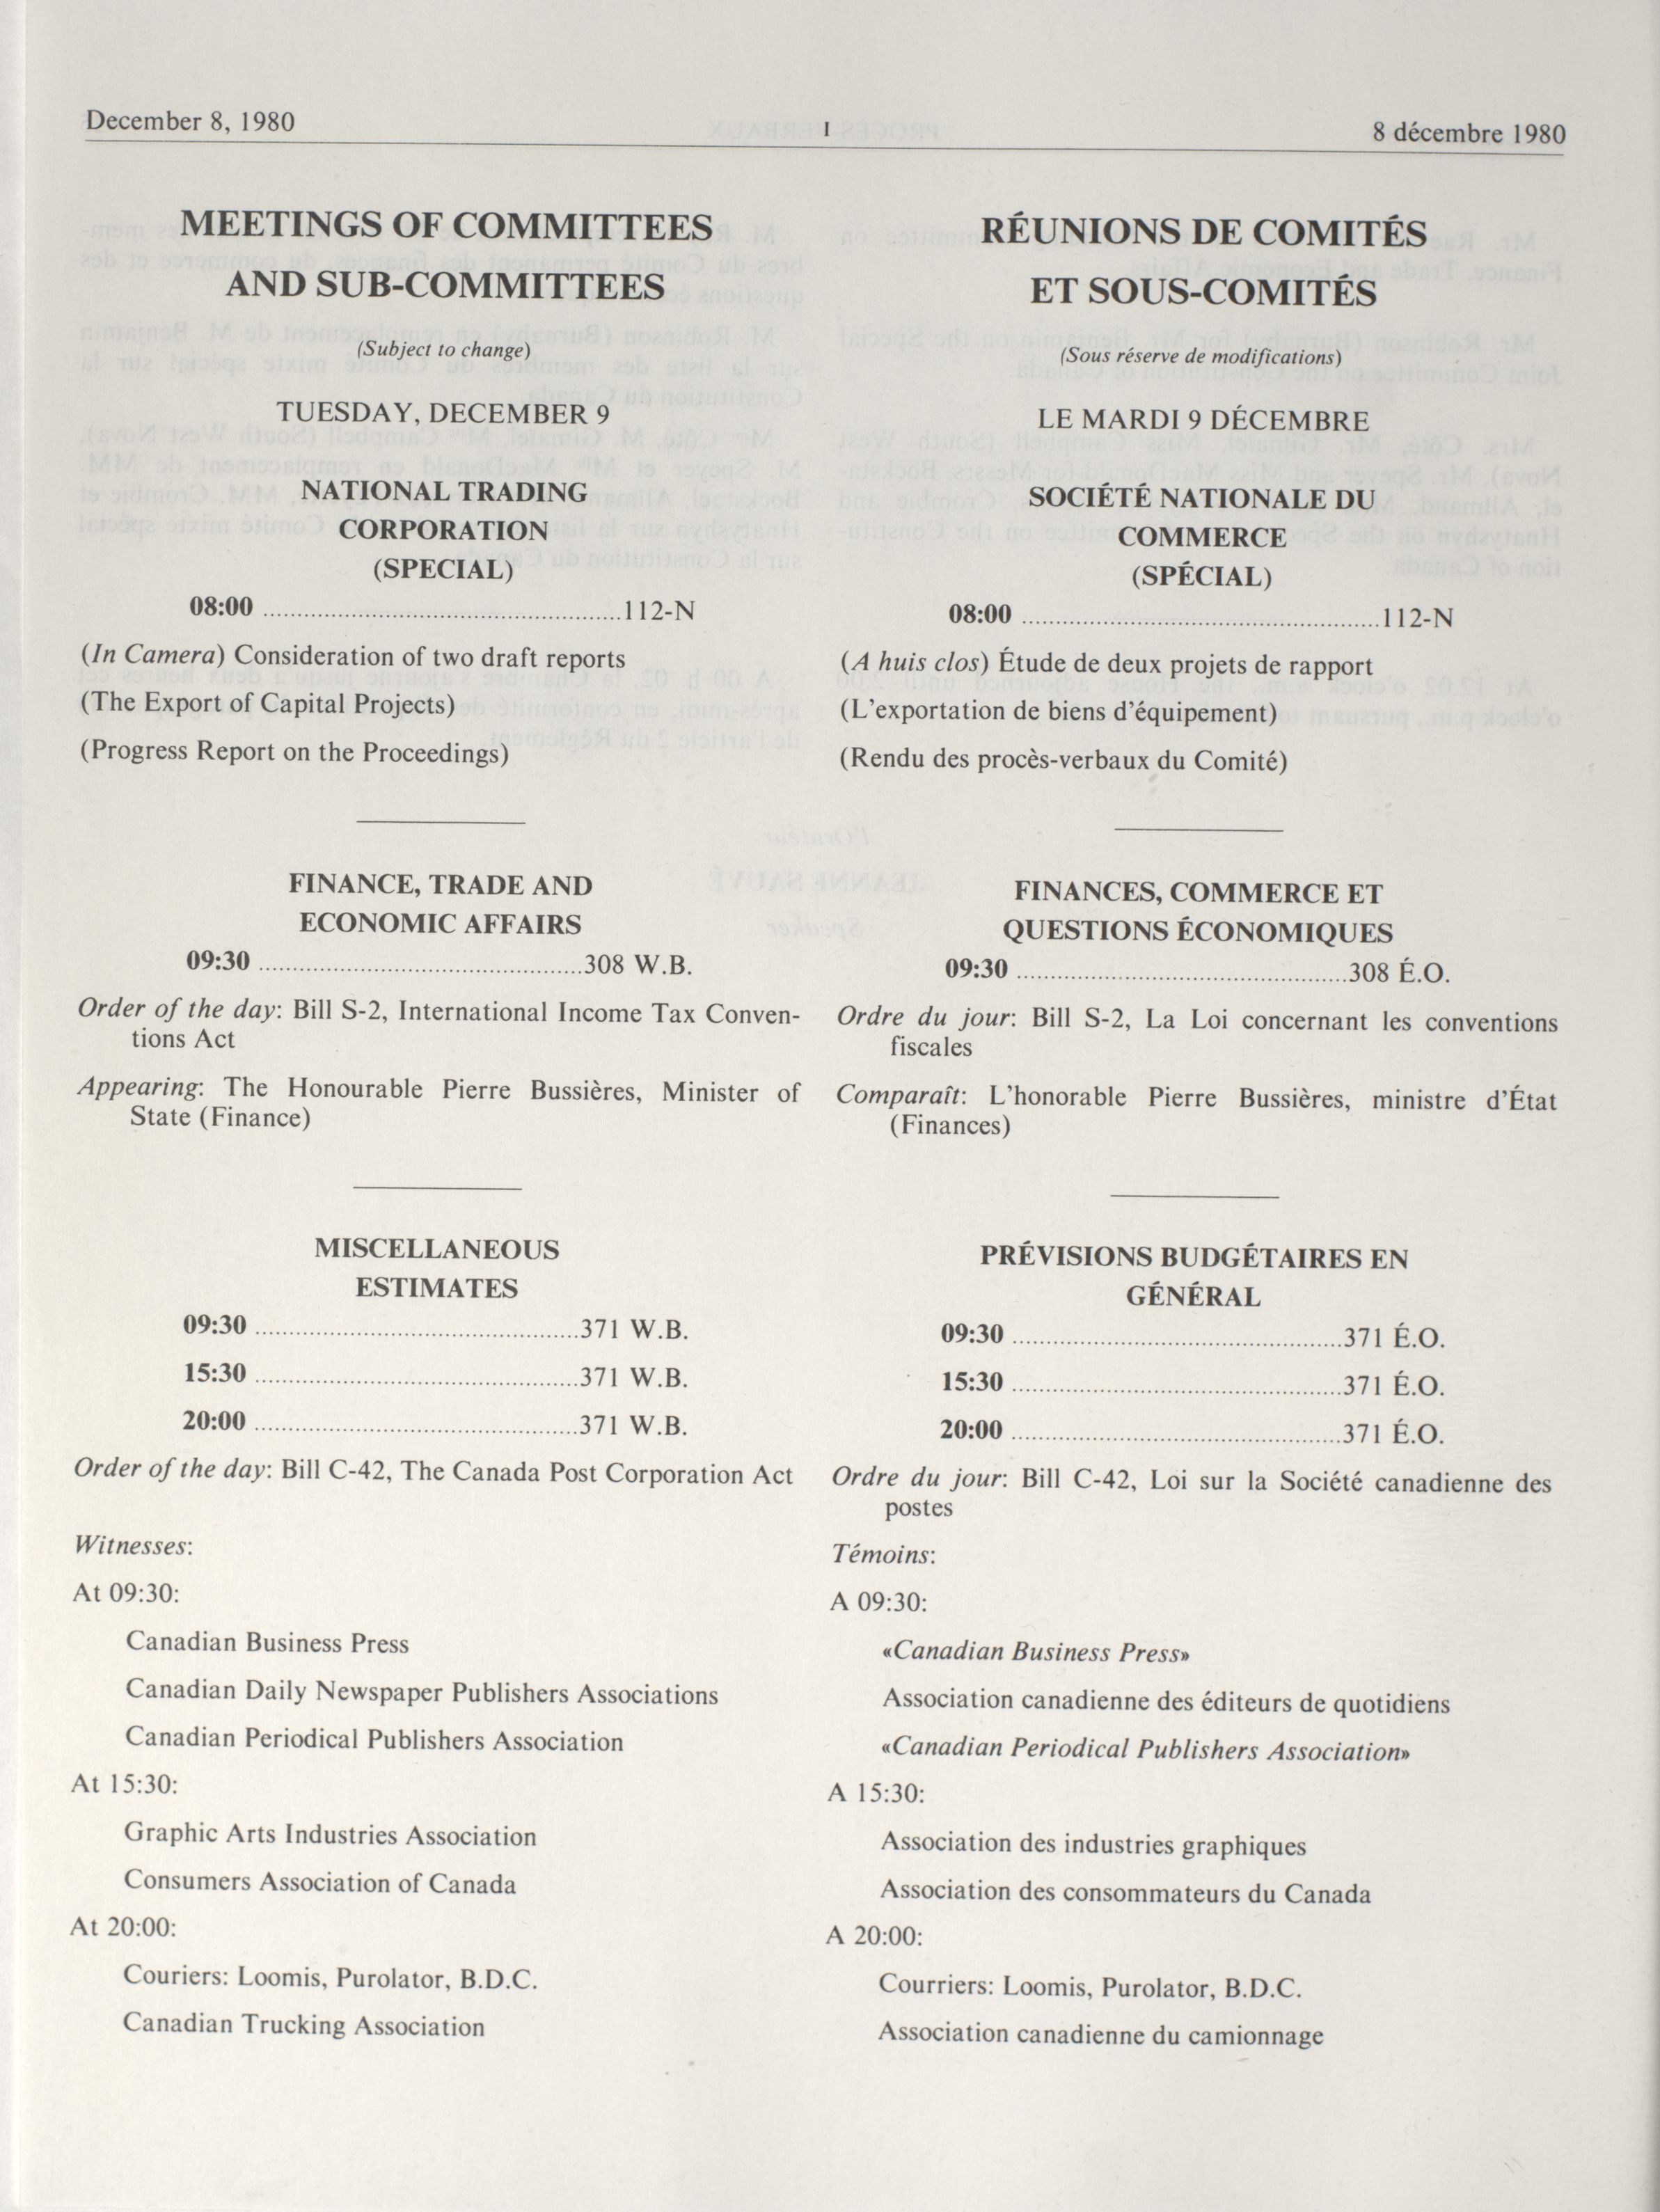 December 8, 1980
I
8 décembre 1980
MEETINGS OF COMMITTEES
AND SUB-COMMITTEES
(Subject to change)
TUESDAY, DECEMBER 9
NATIONAL TRADING
CORPORATION
(SPECIAL)
08:00 ......................................................112-N
(In Camera) Consideration of two draft reports
(The Export of Capital Projects)
(Progress Report on the Proceedings)
FINANCE, TRADE AND
ECONOMIC AFFAIRS
09:30 ................................................308 W.B.
Order of the day: Bill S-2, International Income Tax Conven-
tions Act
Appearing: The Honourable Pierre Bussières, Minister of
State (Finance)
MISCELLANEOUS
ESTIMATES
09:30 ................................................371 W.B.
15:30 ................................................371 W.B.
20:00 ................................................371 W.B.
Order of the day: Bill C-42, The Canada Post Corporation Act
Witnesses:
At 09:30:
Canadian Business Press
Canadian Daily Newspaper Publishers Associations
Canadian Periodical Publishers Association
At 15:30:
Graphic Arts Industries Association
Consumers Association of Canada
At 20:00:
Couriers: Loomis, Purolator, B.D.C.
Canadian Trucking Association
RÉUNIONS DE COMITÉS
ET SOUS-COMITÉS
(Sous réserve de modifications)
LE MARDI 9 DÉCEMBRE
SOCIÉTÉ NATIONALE DU
COMMERCE
(SPÉCIAL)
08:00 ......................................................112-N
(A huis clos) Étude de deux projets de rapport
(L'exportation de biens d'équipement)
(Rendu des procès-verbaux du Comité)
FINANCES, COMMERCE ET
QUESTIONS ÉCONOMIQUES
09:30 .................................................308 É.O.
Ordre du jour: Bill S-2, La Loi concernant les conventions
fiscales
Comparaît: L'honorable Pierre Bussières, ministre d'État
(Finances)
PRÉVISIONS BUDGÉTAIRES EN
GÉNÉRAL
09:30 .................................................371 É.O.
15:30 .................................................371 É.O.
20:00 .................................................371 É.O.
Ordre du jour: Bill C-42, Loi sur la Société canadienne des
postes
Témoins:
A 09:30:
«Canadian Business Press»
Association canadienne des éditeurs de quotidiens
«Canadian Periodical Publishers Association»
A 15:30:
Association des industries graphiques
Association des consommateurs du Canada
A 20:00:
Courriers: Loomis, Purolator, B.D.C.
Association canadienne du camionnage